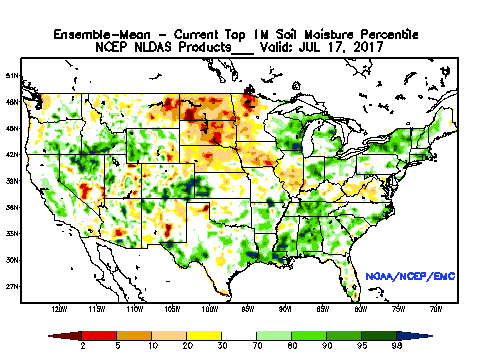 Ensemble-Mean - Current Top 1M Soil Moisture Percentile
NCEP NLDAS Products___ Valid: JUL 17, 2017
51N
48N
45N
42N
39N
36N
33N
30N
27N
NOAA/NCEP/EMC
120W 115W 110W 105W 100W 95W 90W 85W 80W 75W 70W
2 5 10 20 30 70 80 90 95 98